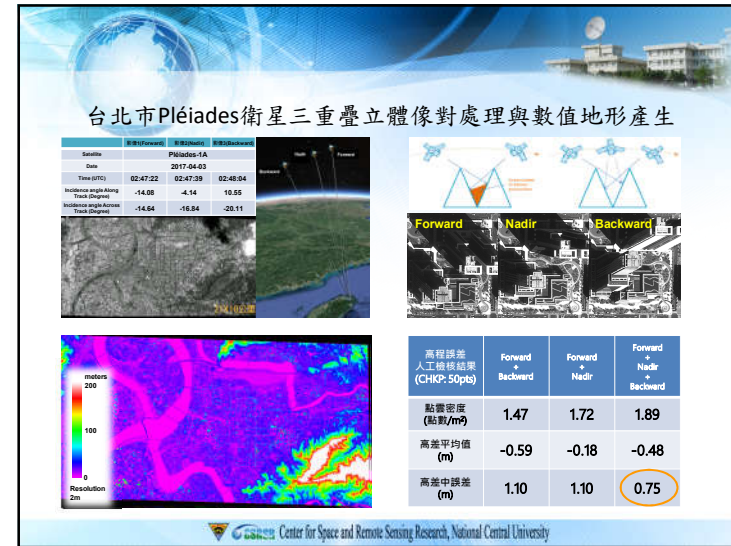 台北市Pléiades衛星三重疊立體像對處理與數值地形產生
影像1(Forward) 影像2(Nadir) 影像3(Backward)
Satellite Pléiades-1A
Date 2017-04-03
Time (UTC) 02:47:22 02:47:39 02:48:04
Incidence angle Along Track (Degree) -14.08 -4.14 10.55
Incidence angle Across Track (Degree) -14.64 -16.84 -20.11
Backward Nadir Forward
Forward Nadir Backward
meters
200
100
0
Resolution
2m
高程誤差
人工檢核結果
(CHKP: 50pts)
Forward
+
Backward
Forward
+
Nadir
Forward
+
Nadir
+
Backward
點雲密度
(點數/m²) 1.47 1.72 1.89
高差平均值
(m) -0.59 -0.18 -0.48
高差中誤差
(m) 1.10 1.10 0.75
CSRSR Center for Space and Remote Sensing Research, National Central University